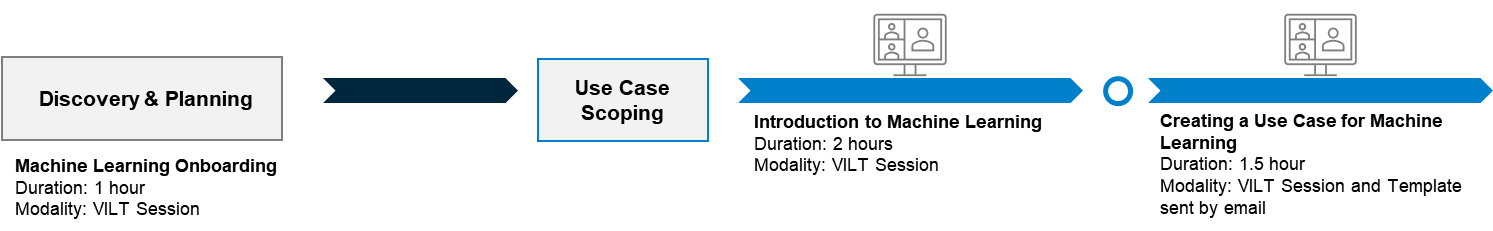 Discovery & Planning
Machine Learning Onboarding
Duration: 1 hour
Modality: VILT Session
Use Case
Scoping
Introduction to Machine Learning
Duration: 2 hours
Modality: VILT Session
Creating a Use Case for Machine
Learning
Duration: 1.5 hour
Modality: VILT Session and Template
sent by email